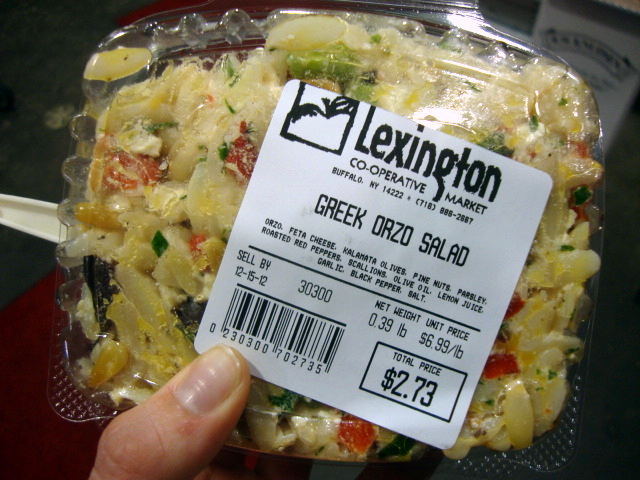 Lexington
CO-OPERATIVE MARKET
BUFFALO, NY 14222 + (716) 886-2667
GREEK ORZO SALAD
ORZO, FETA CHEESE, KALAMATA OLIVES, PINE NUTS, PARSLEY,
ROASTED RED PEPPERS, SCALLIONS, OLIVE OIL, LEMON JUICE,
GARLIC, BLACK PEPPER, SALT.
SELL BY
12-15-12 30300
NET WEIGHT UNIT PRICE
0.39 lb $6.99/lb
TOTAL PRICE
$2.73
0 230300 702735